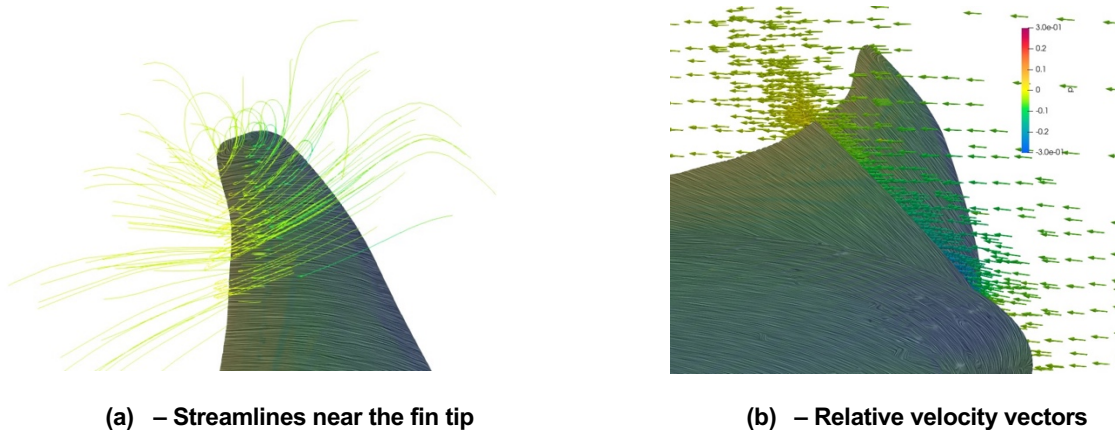 3.0e-01
0.2
0.1
0
-0.1
-0.2
-3.0e-01
P
(a) – Streamlines near the fin tip
(b) – Relative velocity vectors